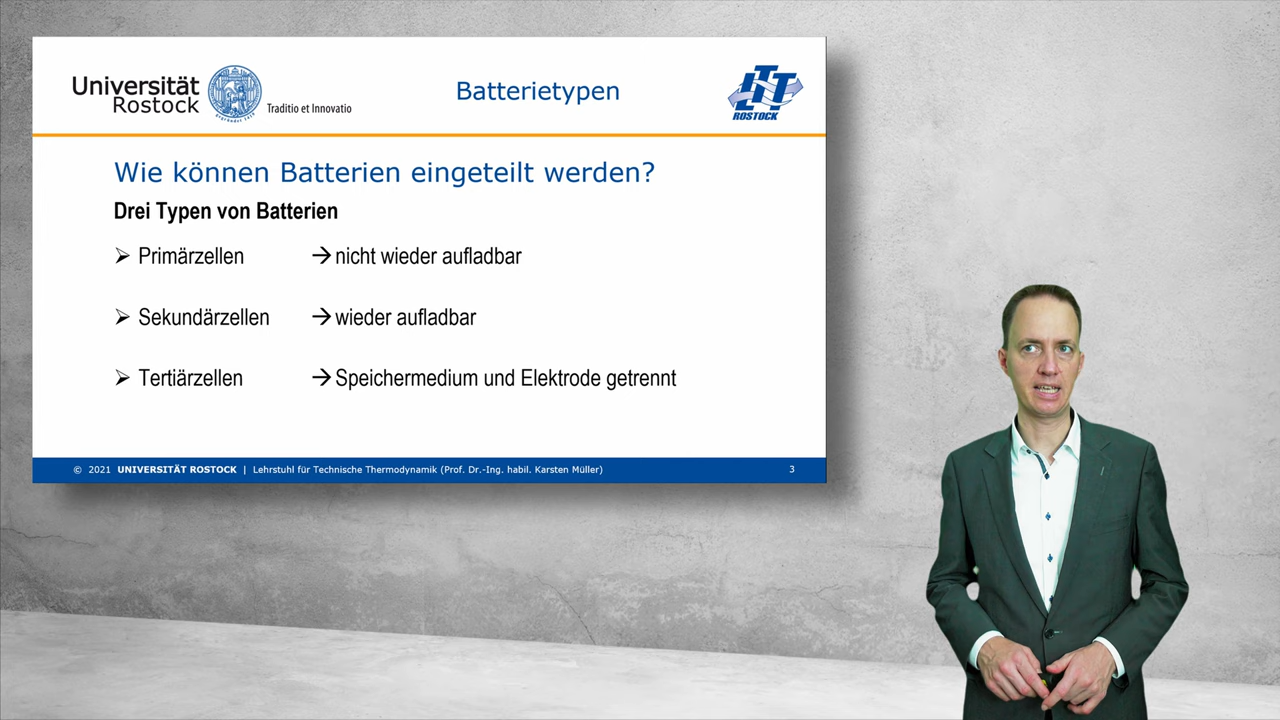 Universität
Rostock
Traditio et Innovatio
Batterietypen
ROSTOCK
Wie können Batterien eingeteilt werden?
Drei Typen von Batterien
➢ Primärzellen → nicht wieder aufladbar
➢ Sekundärzellen → wieder aufladbar
➢ Tertiärzellen → Speichermedium und Elektrode getrennt
© 2021 UNIVERSITÄT ROSTOCK | Lehrstuhl für Technische Thermodynamik (Prof. Dr.-Ing. habil. Karsten Müller) 3